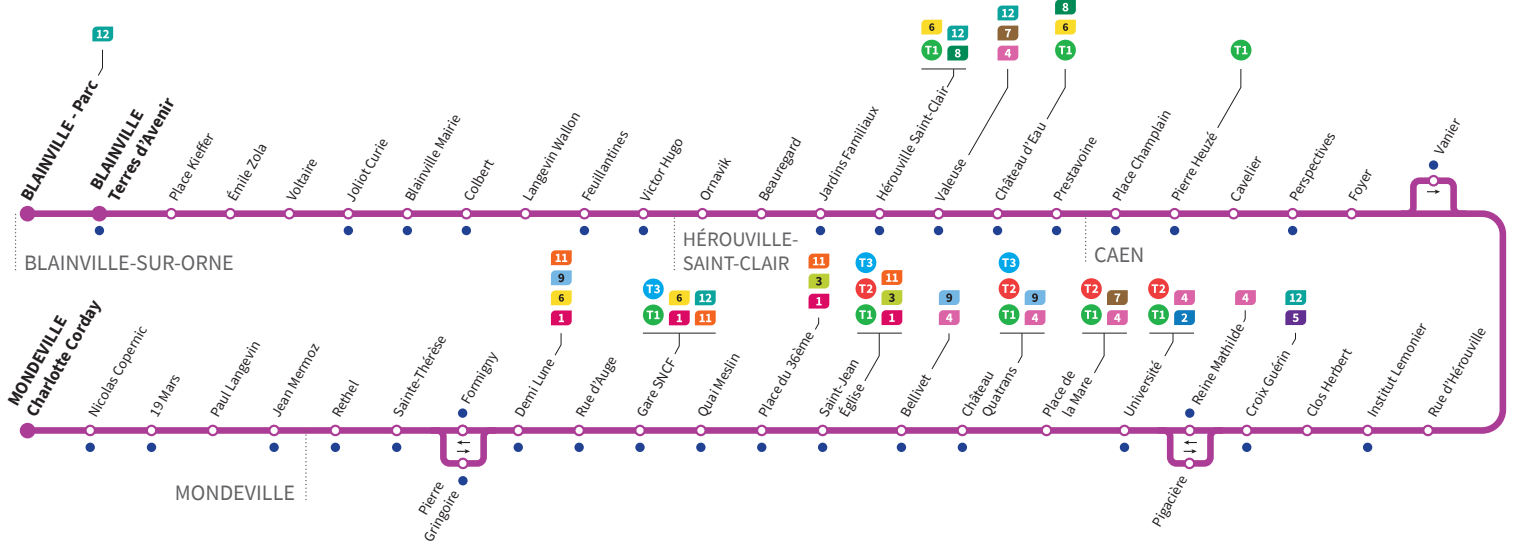 12
BLAINVILLE - Parc
BLAINVILLE
Terres d'Avenir
Place Kieffer
Émile Zola
Voltaire
Joliot Curie
Blainville Mairie
Colbert
Langevin Wallon
Feuillantines
Victor Hugo
Ornavik
Beauregard
Jardins Familiaux
6
T1
12
8
Hérouville Saint-Clair
12
7
4
Valeuse
8
6
T1
Château d'Eau
Prestavoine
Place Champlain
T1
Pierre Heuzé
Cavelier
Perspectives
Foyer
Vanier
BLAINVILLE-SUR-ORNE
HÉROUVILLE-
SAINT-CLAIR
CAEN
MONDEVILLE
Charlotte Corday
Nicolas Copernic
19 Mars
Paul Langevin
Jean Mermoz
Rethel
Sainte-Thérèse
Formigny
Pierre
Gringoire
11
9
6
1
Demi Lune
Rue d'Auge
T3
6 12
T1 1 11
Gare SNCF
Quai Meslin
11
3
1
Place du 36ème
T3
T2 11
3
T1 1
Saint-Jean
Église
9
4
Bellivet
T3
T2 9
T1 4
Château
Quatrans
T2 7
T1 4
Place de
la Mare
T2 4
T1 2
Université
4
Reine Mathilde
Pigacière
12
5
Croix Guérin
Clos Herbert
Institut Lemonier
Rue d'Hérouville
MONDEVILLE